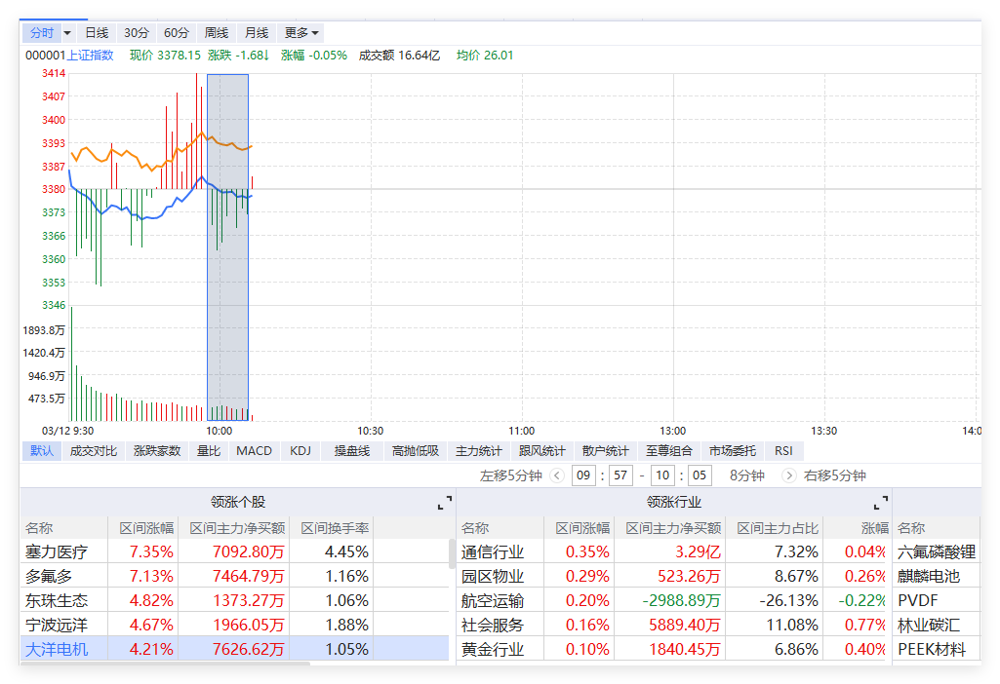 分时 日线 30分 60分 周线 月线 更多
000001上证指数 现价 3378.15 涨跌 -1.68↓ 涨幅 -0.05% 成交额 16.64亿 均价 26.01
3414
3407
3400
3393
3387
3380
3373
3366
3360
3353
3346
1893.8万
1420.4万
946.9万
473.5万
03/12 9:30 10:00 10:30 11:00 13:00 13:30 14:0
默认 成交对比 涨跌家数 量比 MACD KDJ 操盘线 高抛低吸 主力统计 跟风统计 散户统计 至尊组合 市场委托 RSI
左移5分钟 09 : 57 - 10 : 05 8分钟 右移5分钟
领涨个股 领涨行业
名称 区间涨幅 区间主力净买额 区间换手率 名称 区间涨幅 区间主力净买额 区间主力占比 涨幅 名称
塞力医疗 7.35% 7092.80万 4.45% 通信行业 0.35% 3.29亿 7.32% 0.04% 六氟磷酸锂
多氟多 7.13% 7464.79万 1.16% 园区物业 0.29% 523.26万 8.67% 0.26% 麒麟电池
东珠生态 4.82% 1373.27万 1.06% 航空运输 0.20% -2988.89万 -26.13% -0.22% PVDF
宁波远洋 4.67% 1966.05万 1.88% 社会服务 0.16% 5889.40万 11.08% 0.77% 林业碳汇
大洋电机 4.21% 7626.62万 1.05% 黄金行业 0.10% 1840.45万 6.86% 0.40% PEEK材料